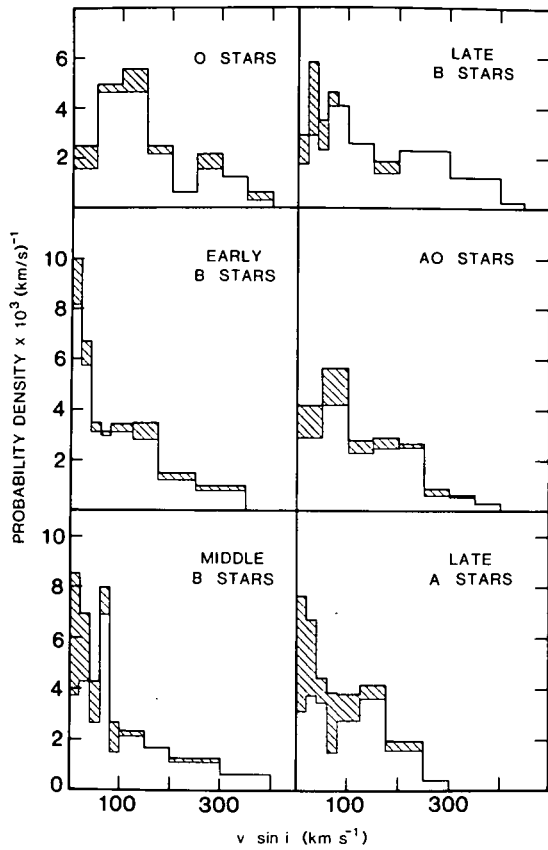 O STARS
LATE
B STARS
6
4
2
EARLY
B STARS
AO STARS
10
8
6
4
2
MIDDLE
B STARS
LATE
A STARS
10
8
6
4
2
0
100
300
100
300
PROBABILITY DENSITY × 10³ (km/s)⁻¹
v sin i (km s⁻¹)